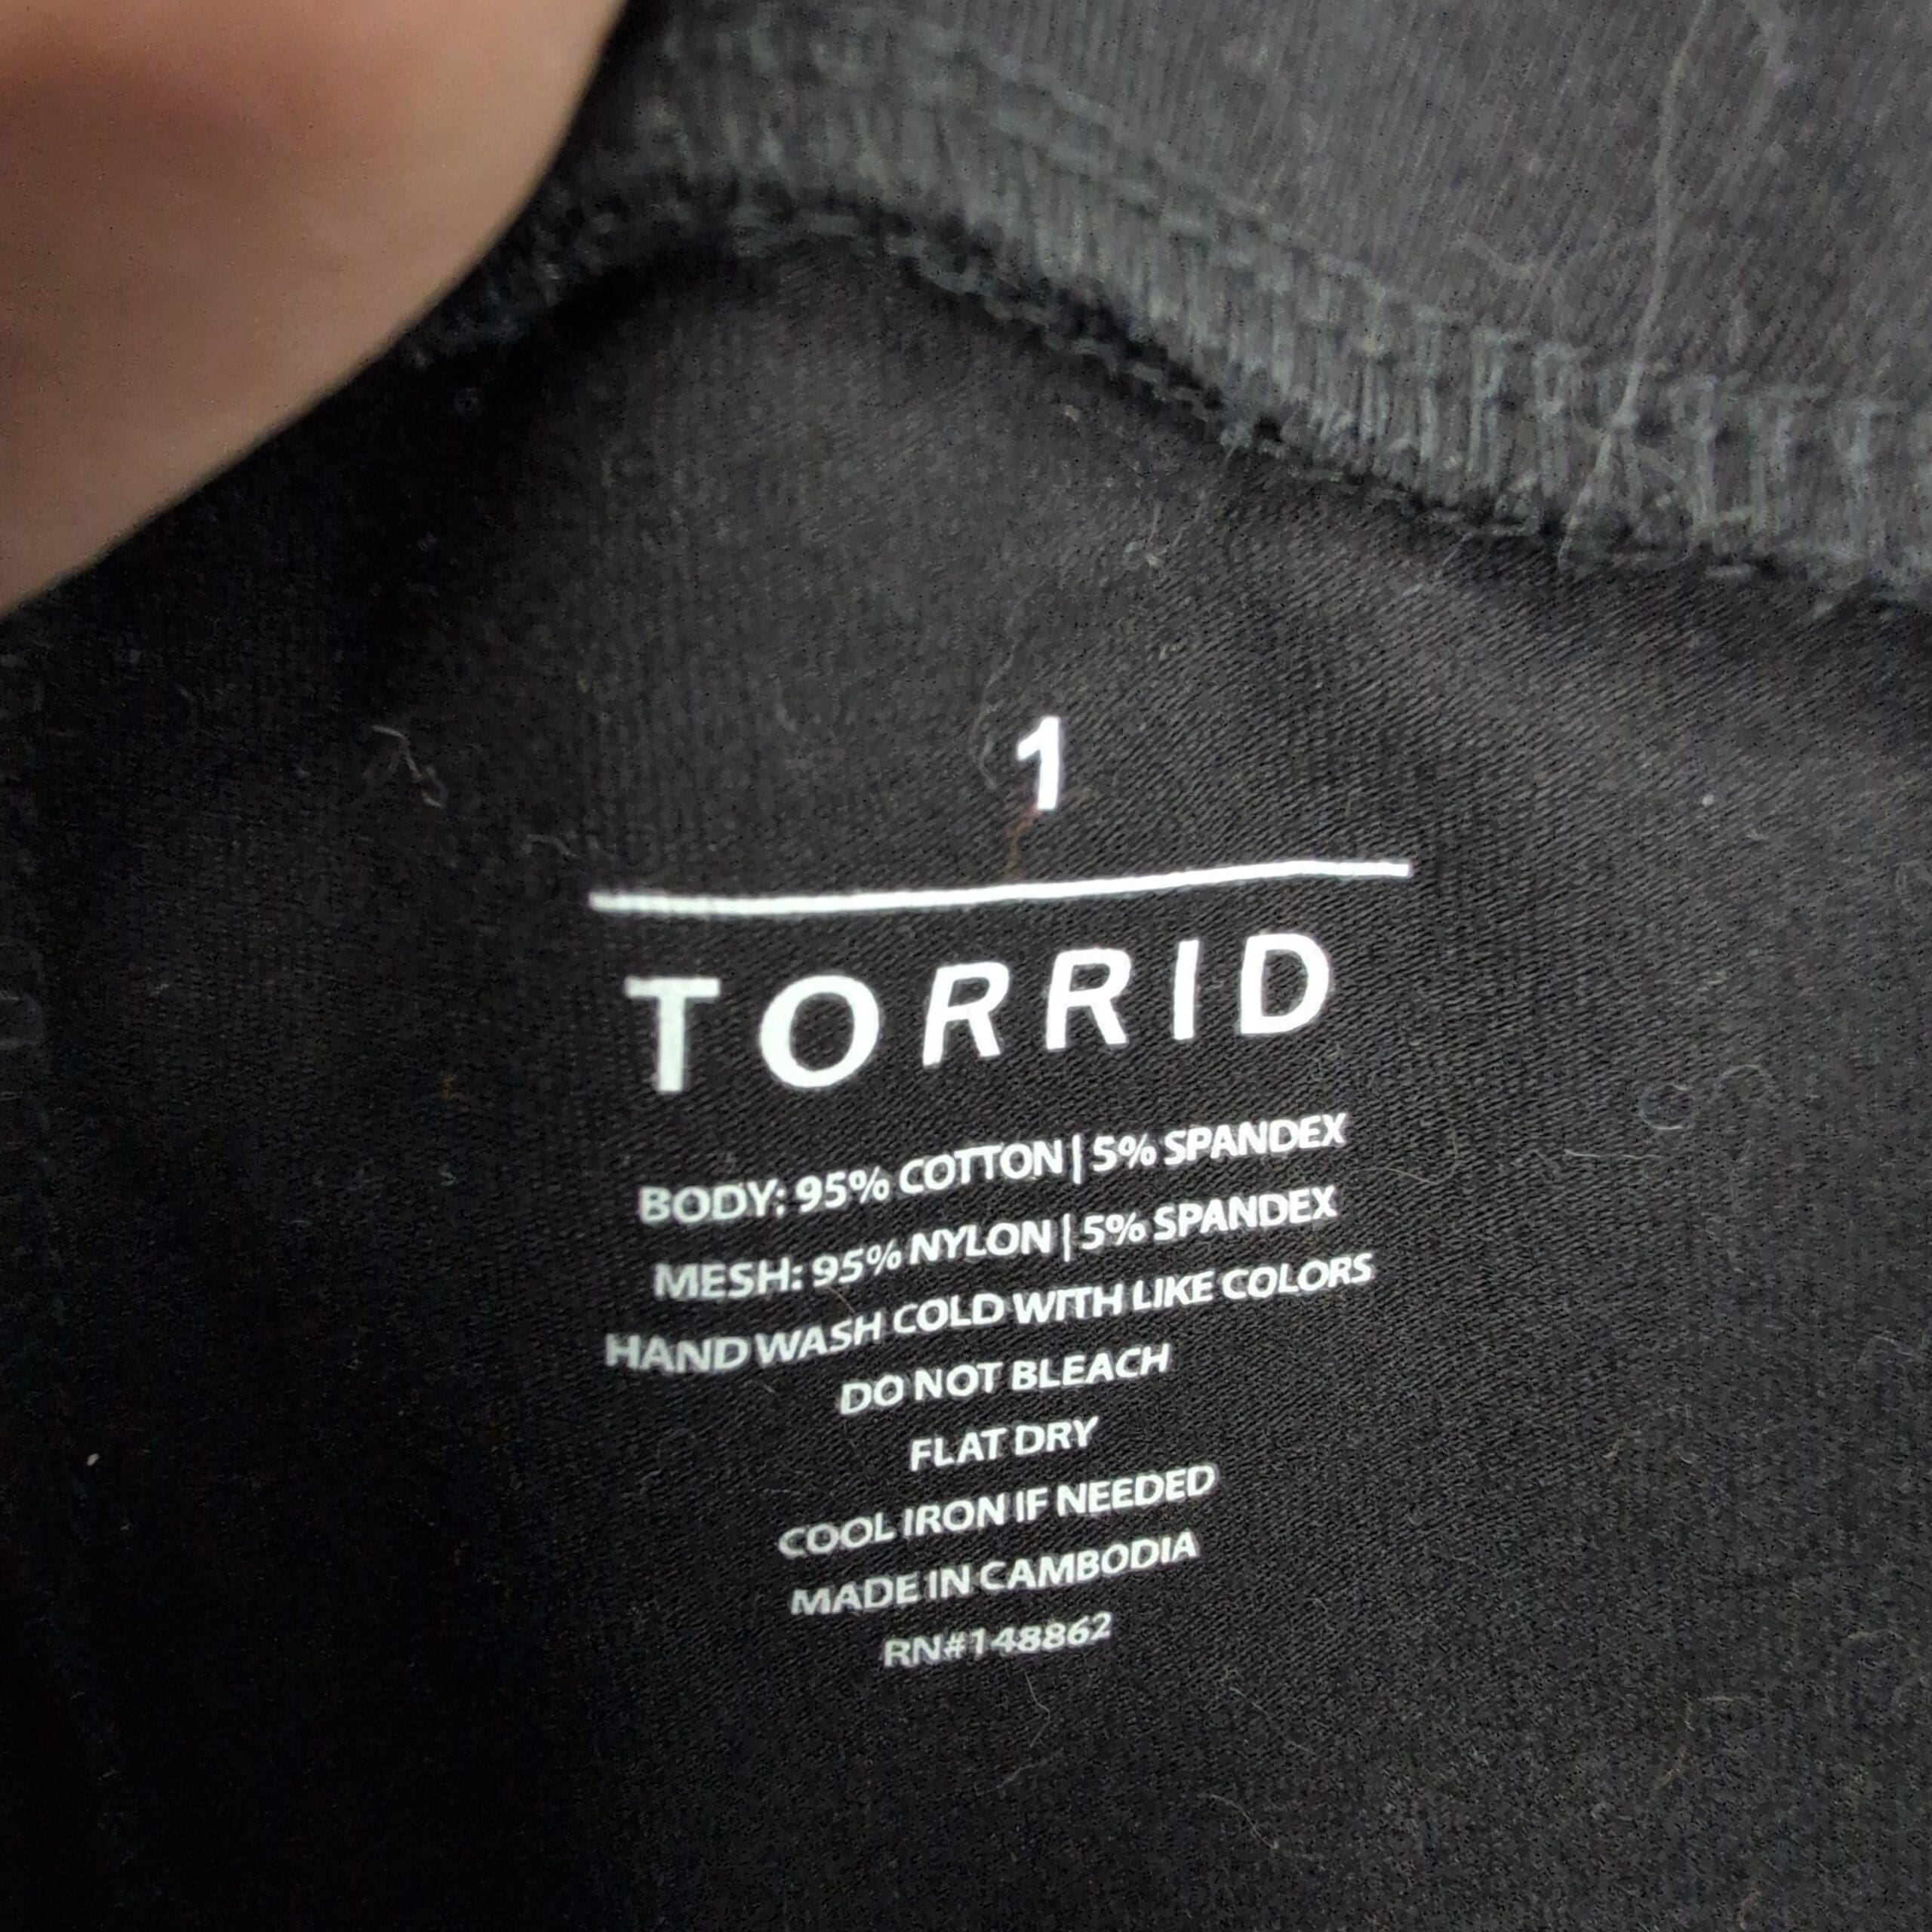 1
TORRID
BODY: 95% COTTON | 5% SPANDEX
MESH: 95% NYLON | 5% SPANDEX
HAND WASH COLD WITH LIKE COLORS
DO NOT BLEACH
FLAT DRY
COOL IRON IF NEEDED
MADE IN CAMBODIA
RN#148862